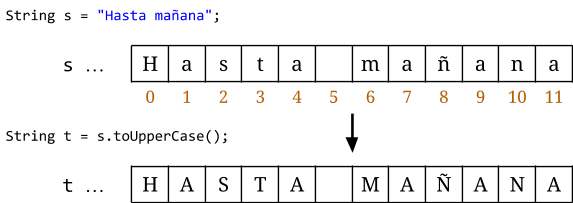 String s = "Hasta mañana";
s ... H a s t a m a ñ a n a
0 1 2 3 4 5 6 7 8 9 10 11
String t = s.toUpperCase();
t ... H A S T A M A Ñ A N A